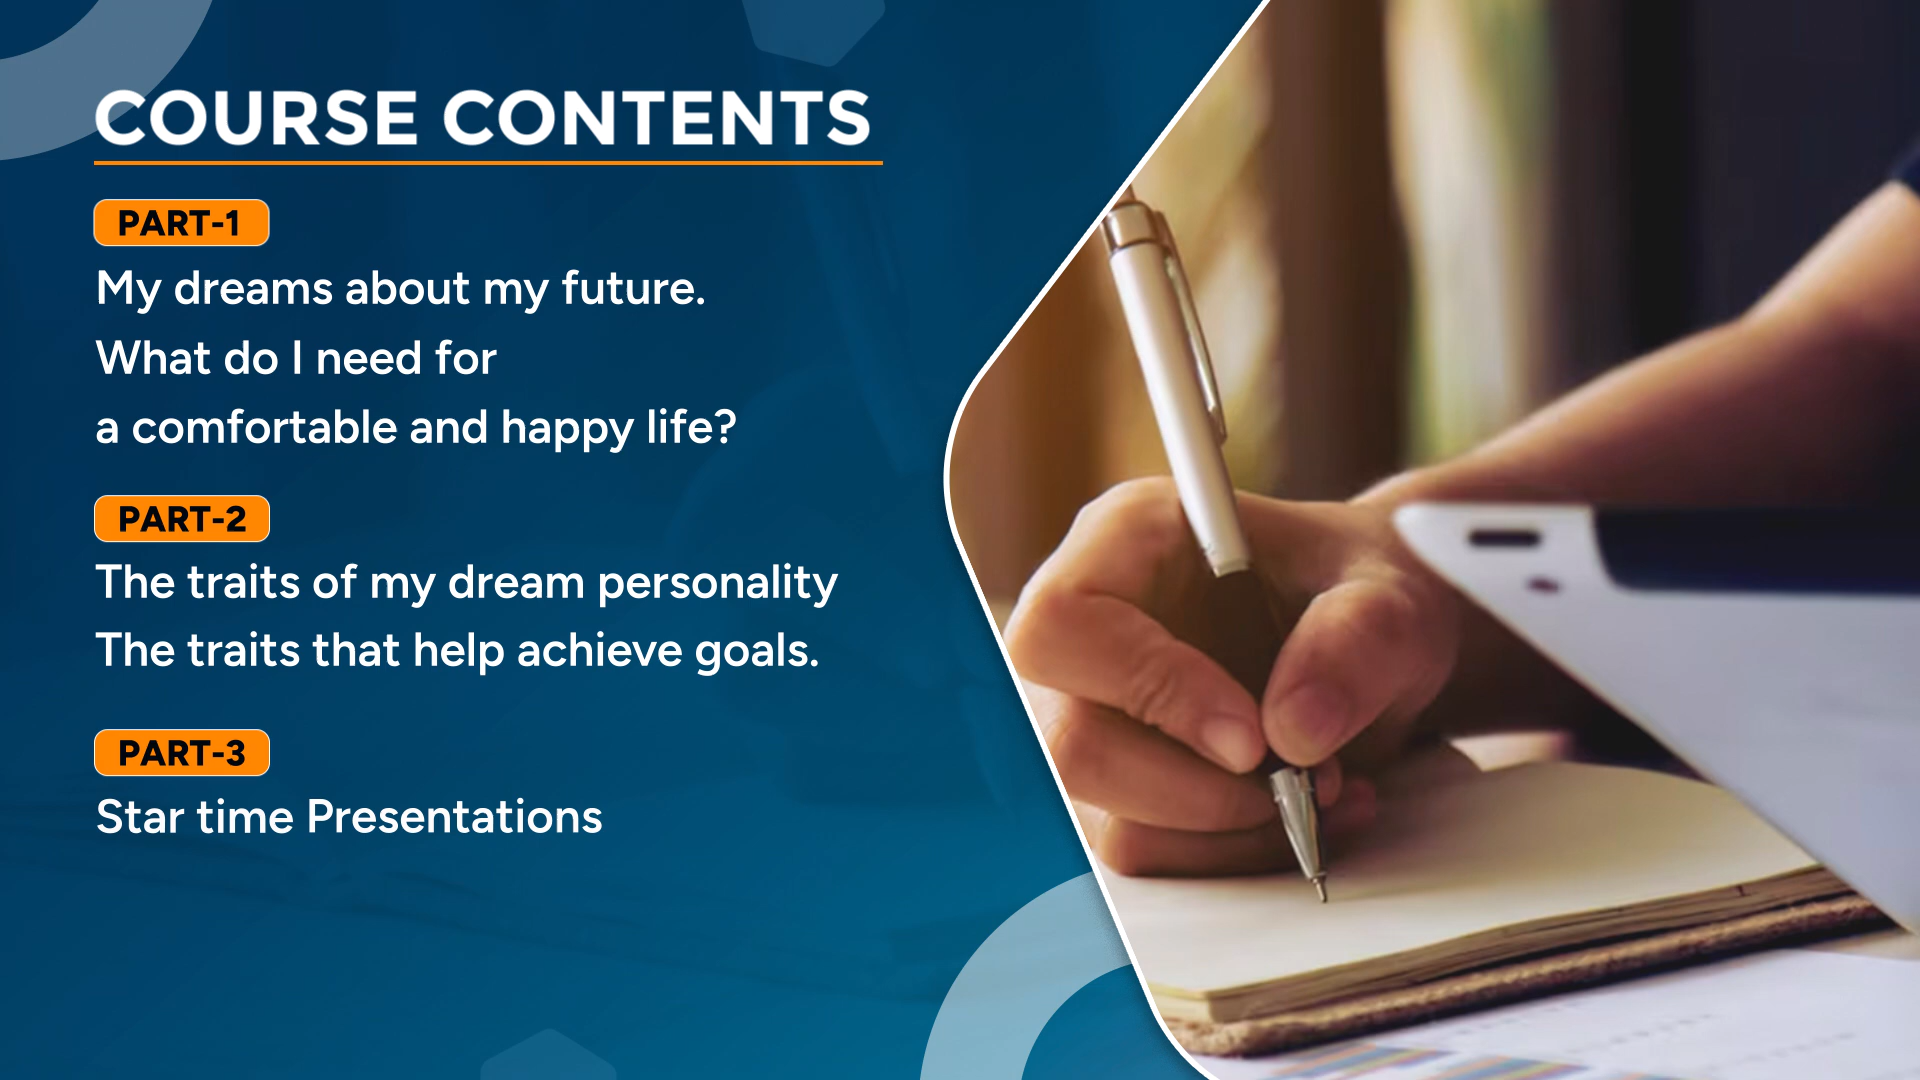 COURSE CONTENTS
PART-1
My dreams about my future.
What do I need for
a comfortable and happy life?
PART-2
The traits of my dream personality
The traits that help achieve goals.
PART-3
Star time Presentations